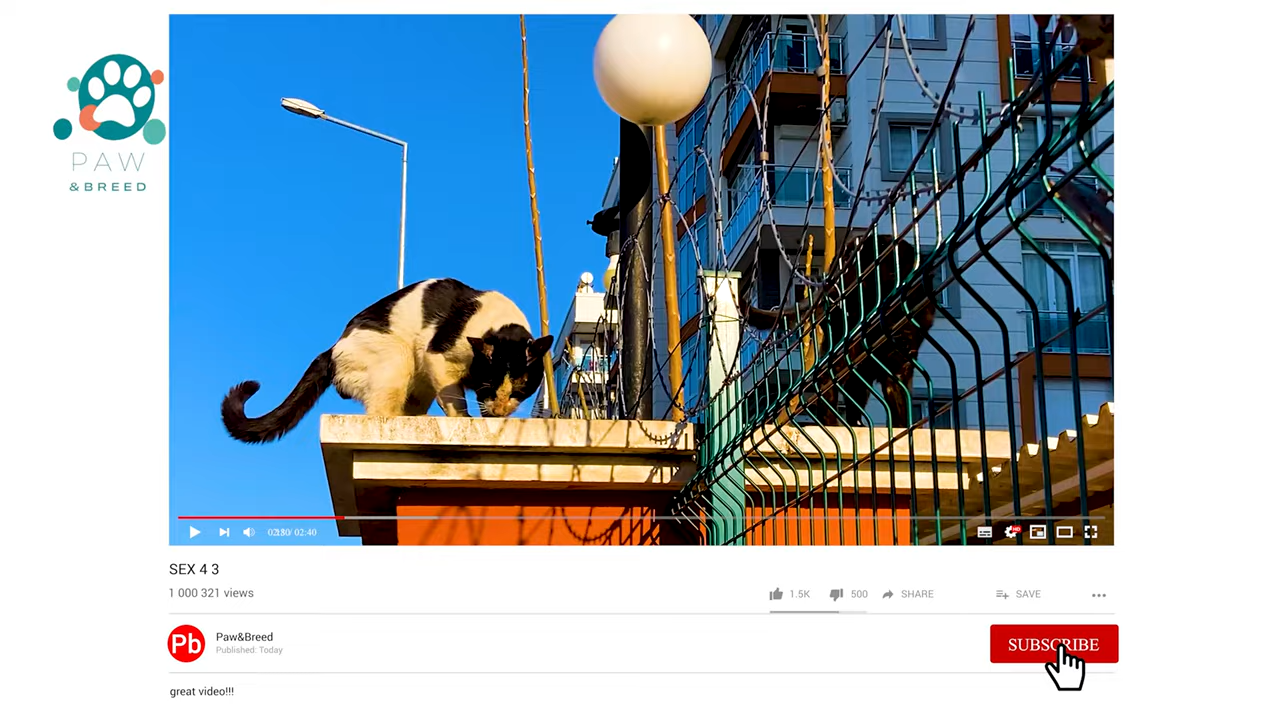 PAW
&BREED
HD
/ 02:40
SEX 4 3
1 000 321 views
1.5K
500
SHARE
SAVE
Pb
Paw&Breed
Published: Today
SUBSCRIBE
great video!!!